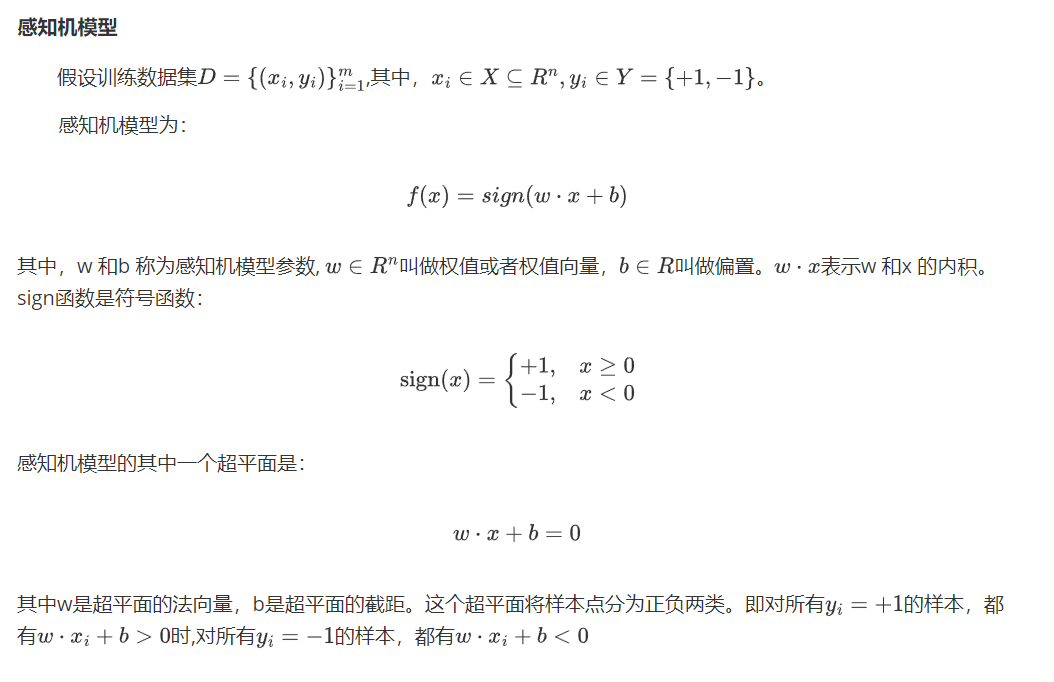 感知机模型
假设训练数据集$D = \{(x_i, y_i)\}_{i=1}^{m}$,其中，$x_i \in X \subseteq R^n, y_i \in Y = \{+1, -1\}$。
感知机模型为：
$f(x) = sign(w \cdot x + b)$
其中，w 和b 称为感知机模型参数, $w \in R^n$叫做权值或者权值向量，$b \in R$叫做偏置。$w \cdot x$表示w 和x 的内积。
sign函数是符号函数：
$\text{sign}(x) = \begin{cases} +1, & x \geq 0 \\ -1, & x < 0 \end{cases}$
感知机模型的其中一个超平面是：
$w \cdot x + b = 0$
其中w是超平面的法向量，b是超平面的截距。这个超平面将样本点分为正负两类。即对所有$y_i = +1$的样本，都
有$w \cdot x_i + b > 0$时,对所有$y_i = -1$的样本，都有$w \cdot x_i + b < 0$